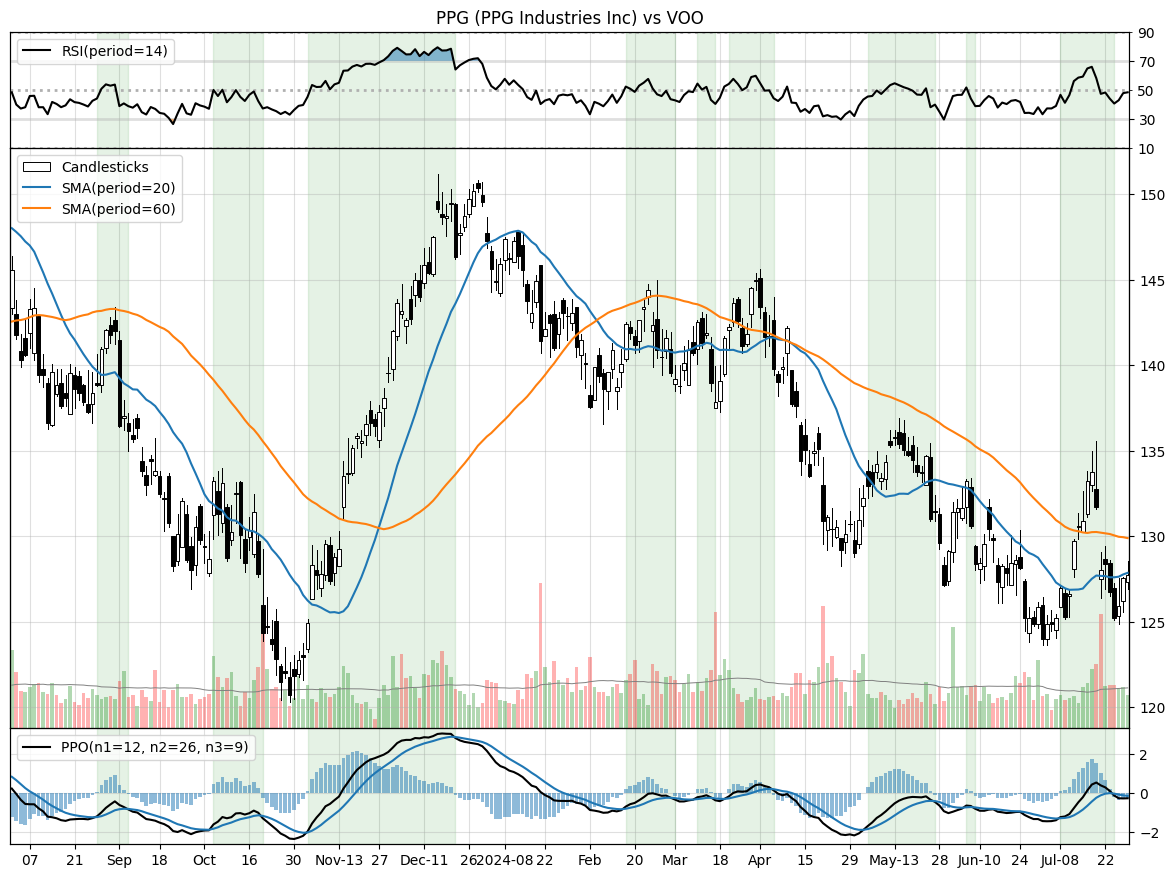 PPG (PPG Industries Inc) vs VOO
RSI(period=14)
90
70
50
30
10
Candlesticks
SMA(period=20)
SMA(period=60)
150
145
140
135
130
125
120
PPO(n1=12, n2=26, n3=9)
2
0
−2
07 21 Sep 18 Oct 16 30 Nov-13 27 Dec-11 26 2024-08 22 Feb 20 Mar 18 Apr 15 29 May-13 28 Jun-10 24 Jul-08 22